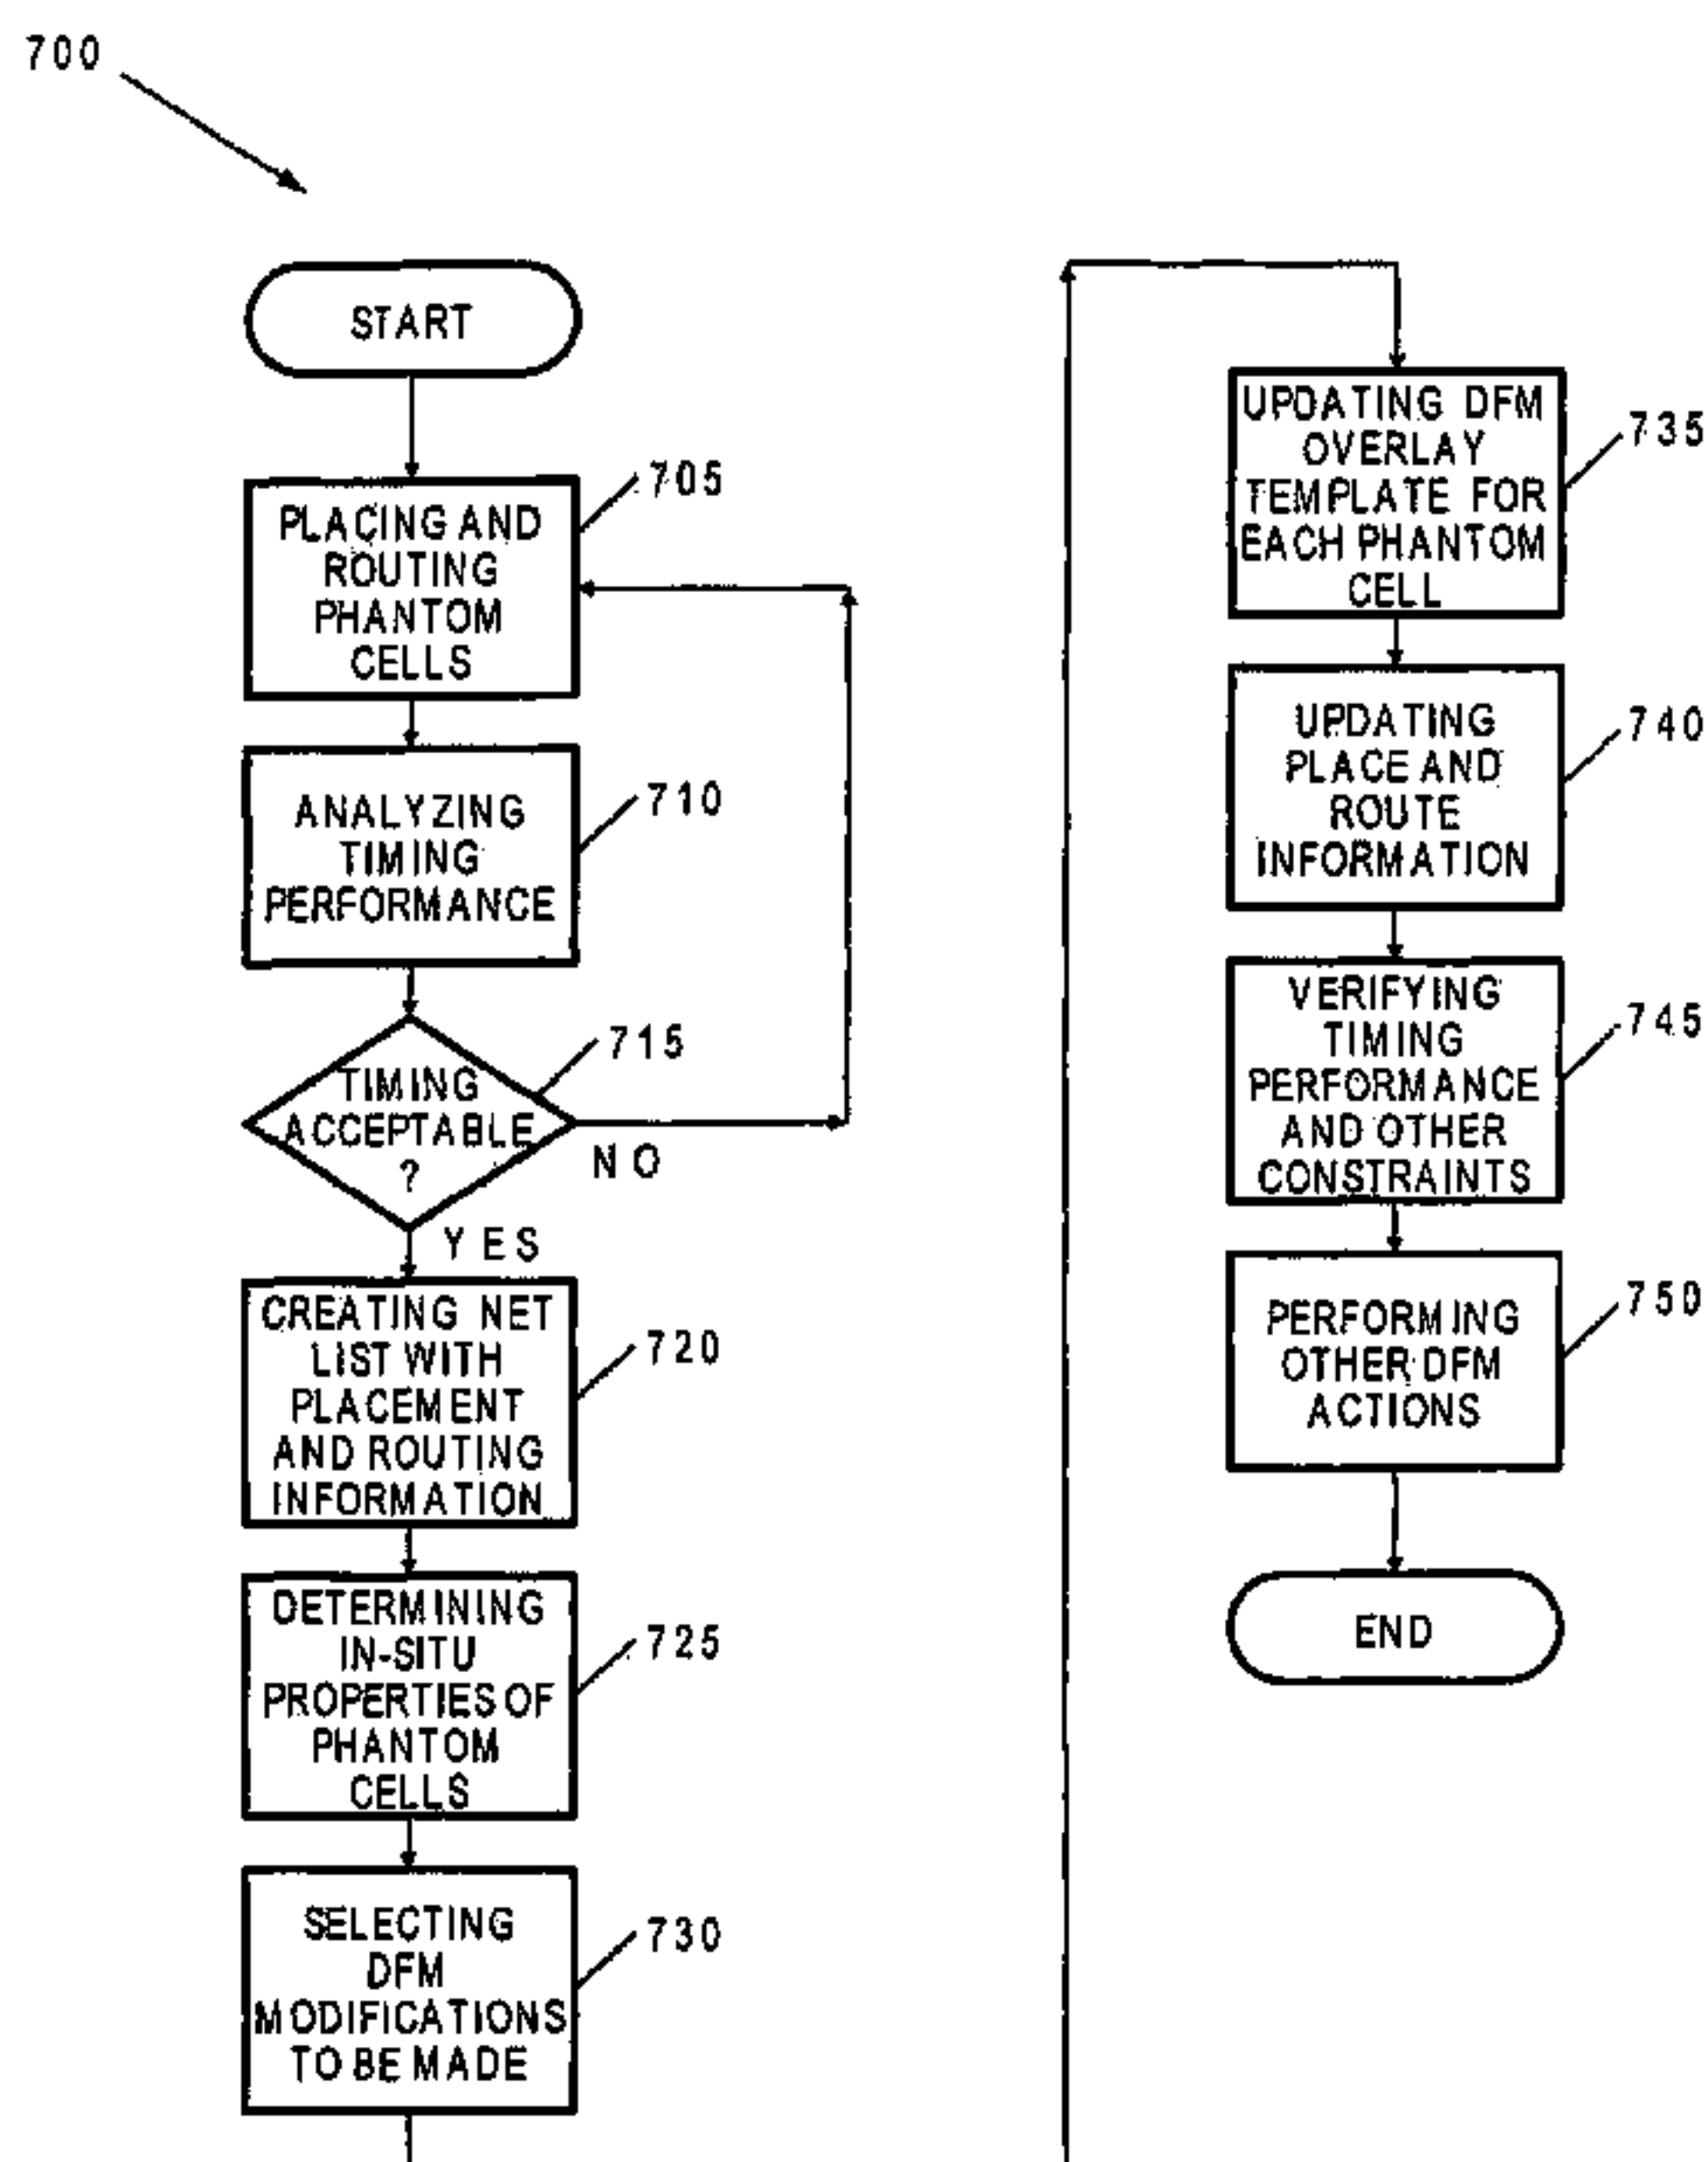 700
START
705
PLACING AND
ROUTING
PHANTOM
CELLS
710
ANALYZING
TIMING
PERFORMANCE
715
TIMING
ACCEPTABLE
?
NO
YES
720
CREATING NET
LIST WITH
PLACEMENT
AND ROUTING
INFORMATION
725
DETERMINING
IN-SITU
PROPERTIES OF
PHANTOM
CELLS
730
SELECTING
DFM
MODIFICATIONS
TO BE MADE
735
UPDATING DFM
OVERLAY
TEMPLATE FOR
EACH PHANTOM
CELL
740
UPDATING
PLACE AND
ROUTE
INFORMATION
745
VERIFYING
TIMING
PERFORMANCE
AND OTHER
CONSTRAINTS
750
PERFORMING
OTHER DFM
ACTIONS
END